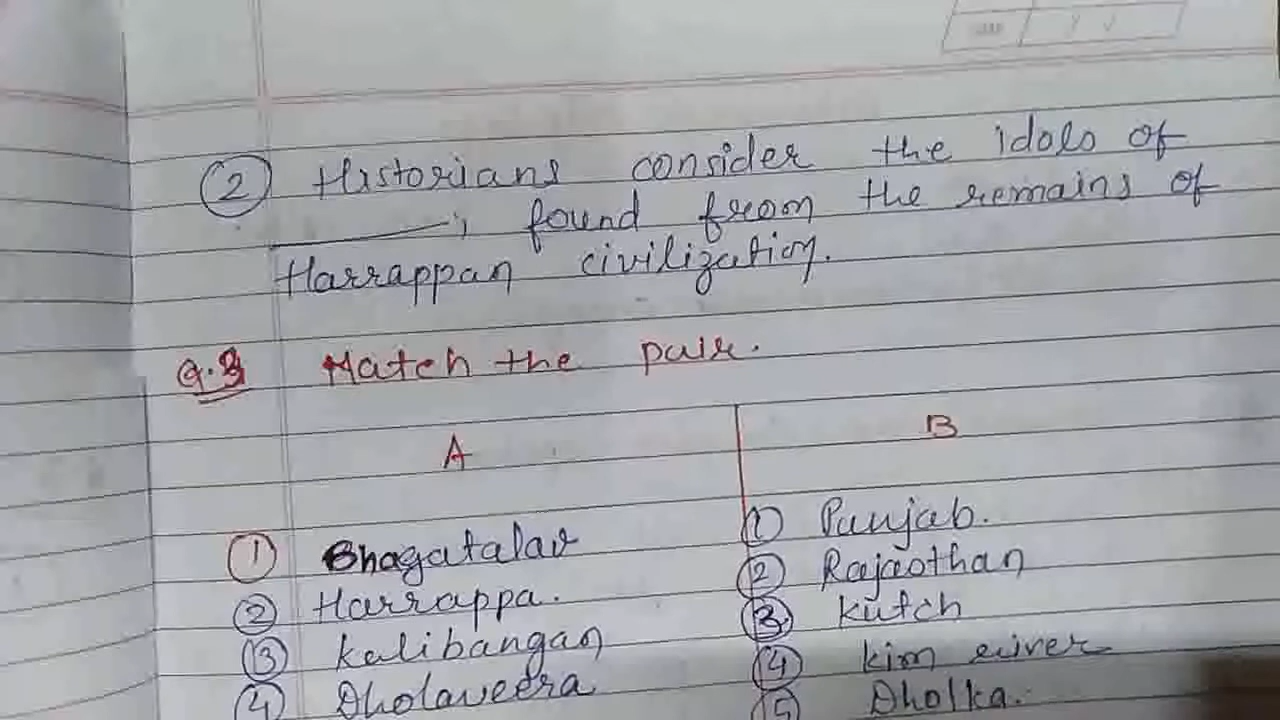 ② Historians consider the idols of
______, found from the remains of
Harrappan civilization.
Q.3 Match the pair.
A B
① Bhagatalav ① Punjab.
② Harrappa. ② Rajasthan
③ Kalibangan ③ Kutch
④ Dholaveera ④ Kim river
⑤ Dholka.